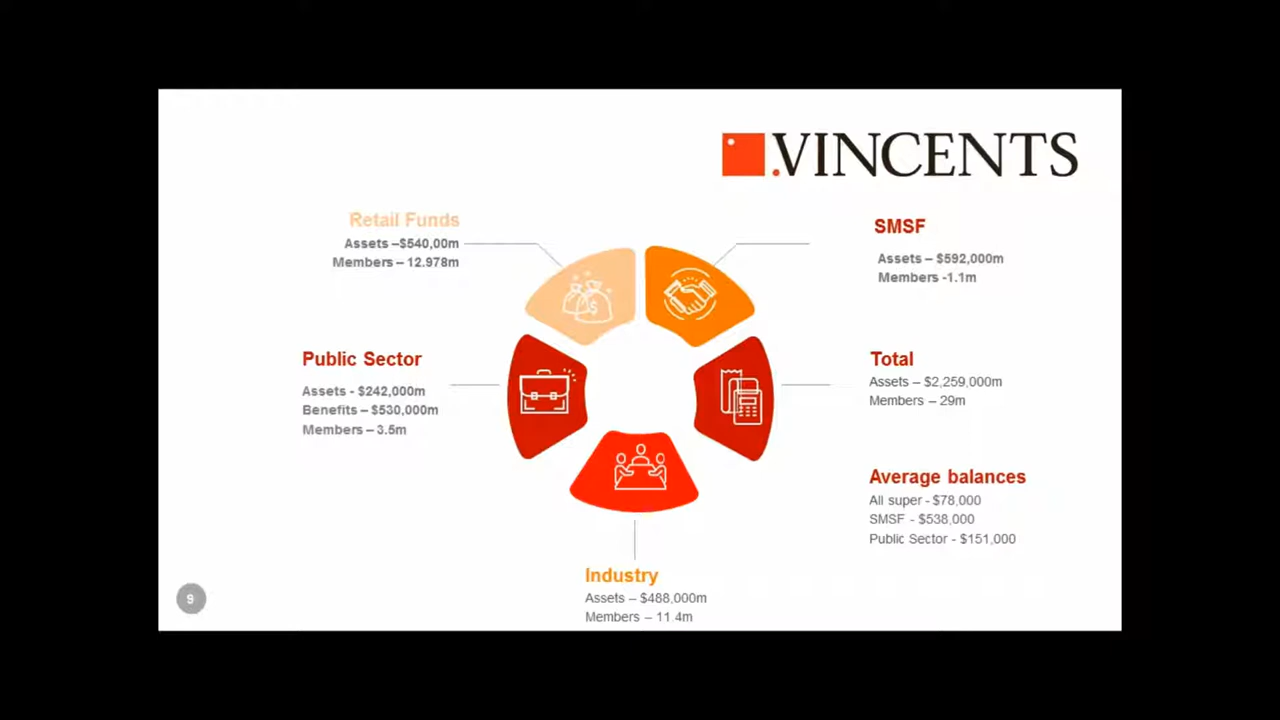 .VINCENTS
Retail Funds
Assets –$540,00m
Members – 12.978m
SMSF
Assets – $592,000m
Members -1.1m
Public Sector
Assets - $242,000m
Benefits – $530,000m
Members – 3.5m
$
Total
Assets – $2,259,000m
Members – 29m
Average balances
All super - $78,000
SMSF - $538,000
Public Sector - $151,000
Industry
Assets – $488,000m
Members – 11.4m
9